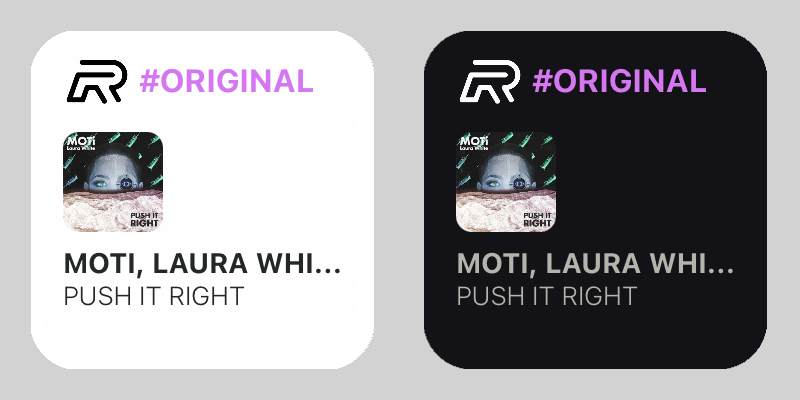 #ORIGINAL
MOTi
Laura White
PUSH IT
RIGHT
MOTI, LAURA WHI...
PUSH IT RIGHT
#ORIGINAL
MOTi
Laura White
PUSH IT
RIGHT
MOTI, LAURA WHI...
PUSH IT RIGHT